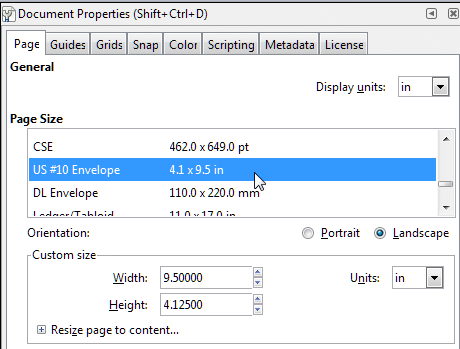 Document Properties (Shift+Ctrl+D)
Page Guides Grids Snap Color Scripting Metadata License
General
Display units: in
Page Size
CSE 462.0 x 649.0 pt
US #10 Envelope 4.1 x 9.5 in
DL Envelope 110.0 x 220.0 mm
Ledger/Tabloid 11.0 x 17.0 in
Orientation: Portrait Landscape
Custom size
Width: 9.50000 Units: in
Height: 4.12500
Resize page to content...